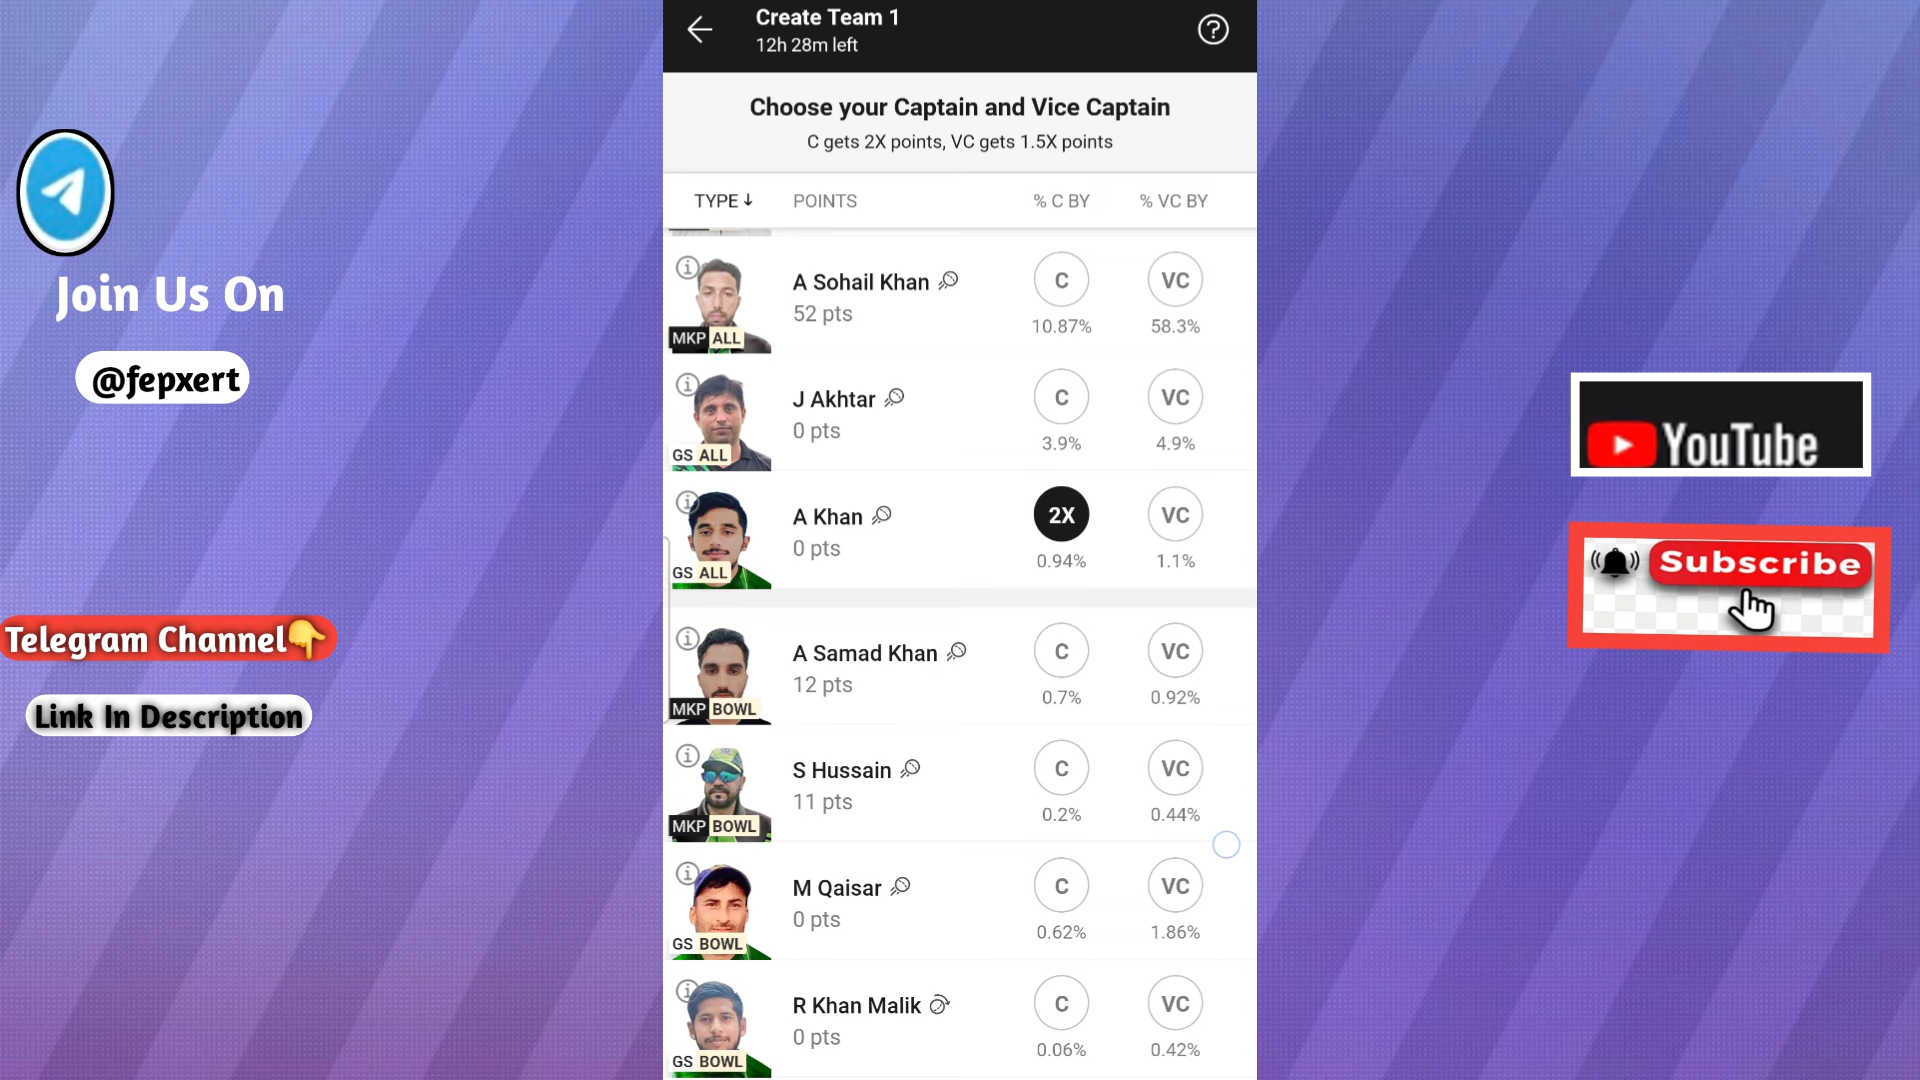 Create Team 1
12h 28m left
Choose your Captain and Vice Captain
C gets 2X points, VC gets 1.5X points
TYPE↓ POINTS % C BY % VC BY
A Sohail Khan C VC
52 pts 10.87% 58.3%
MKP ALL
J Akhtar C VC
0 pts 3.9% 4.9%
GS ALL
A Khan 2X VC
0 pts 0.94% 1.1%
GS ALL
A Samad Khan C VC
12 pts 0.7% 0.92%
MKP BOWL
S Hussain C VC
11 pts 0.2% 0.44%
MKP BOWL
M Qaisar C VC
0 pts 0.62% 1.86%
GS BOWL
R Khan Malik C VC
0 pts 0.06% 0.42%
GS BOWL
Join Us On
@fepxert
Telegram Channel👇
Link In Description
YouTube
Subscribe